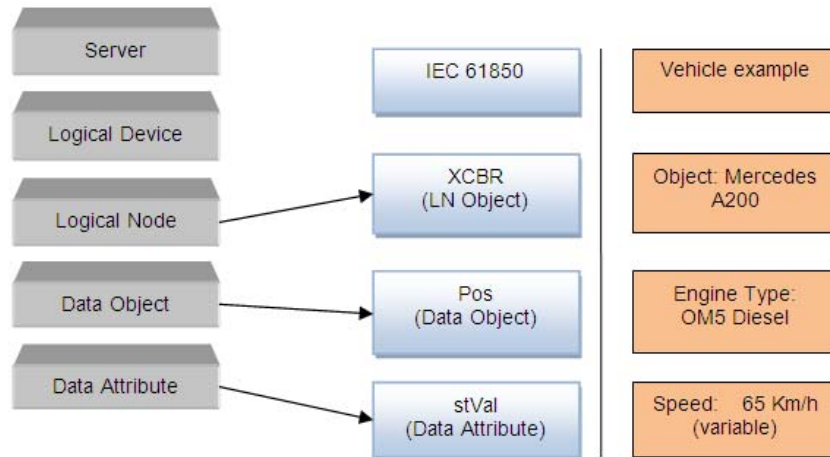 Server
Logical Device
Logical Node
Data Object
Data Attribute
IEC 61850
XCBR
(LN Object)
Pos
(Data Object)
stVal
(Data Attribute)
Vehicle example
Object: Mercedes
A200
Engine Type:
OM5 Diesel
Speed: 65 Km/h
(variable)